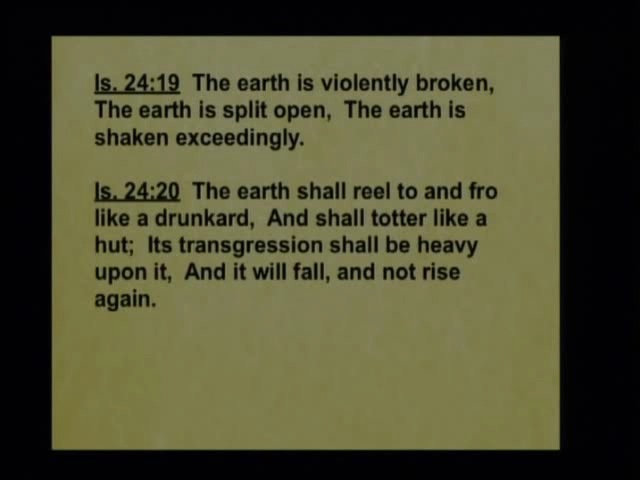 Is. 24:19  The earth is violently broken,
The earth is split open,  The earth is
shaken exceedingly.
Is. 24:20  The earth shall reel to and fro
like a drunkard,  And shall totter like a
hut;  Its transgression shall be heavy
upon it,  And it will fall, and not rise
again.